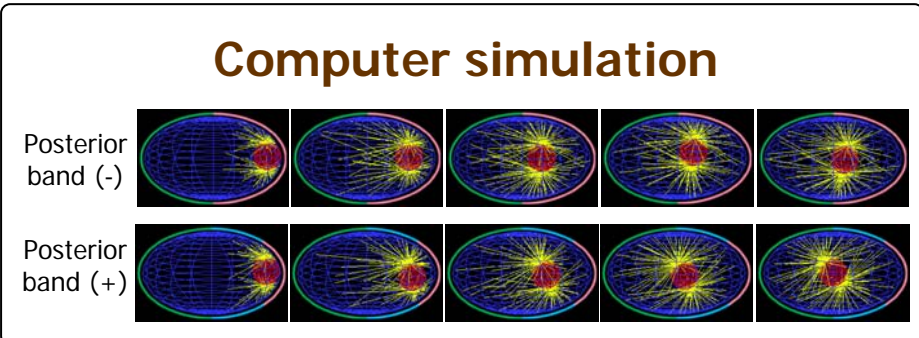 Computer simulation
Posterior
band (-)
Posterior
band (+)